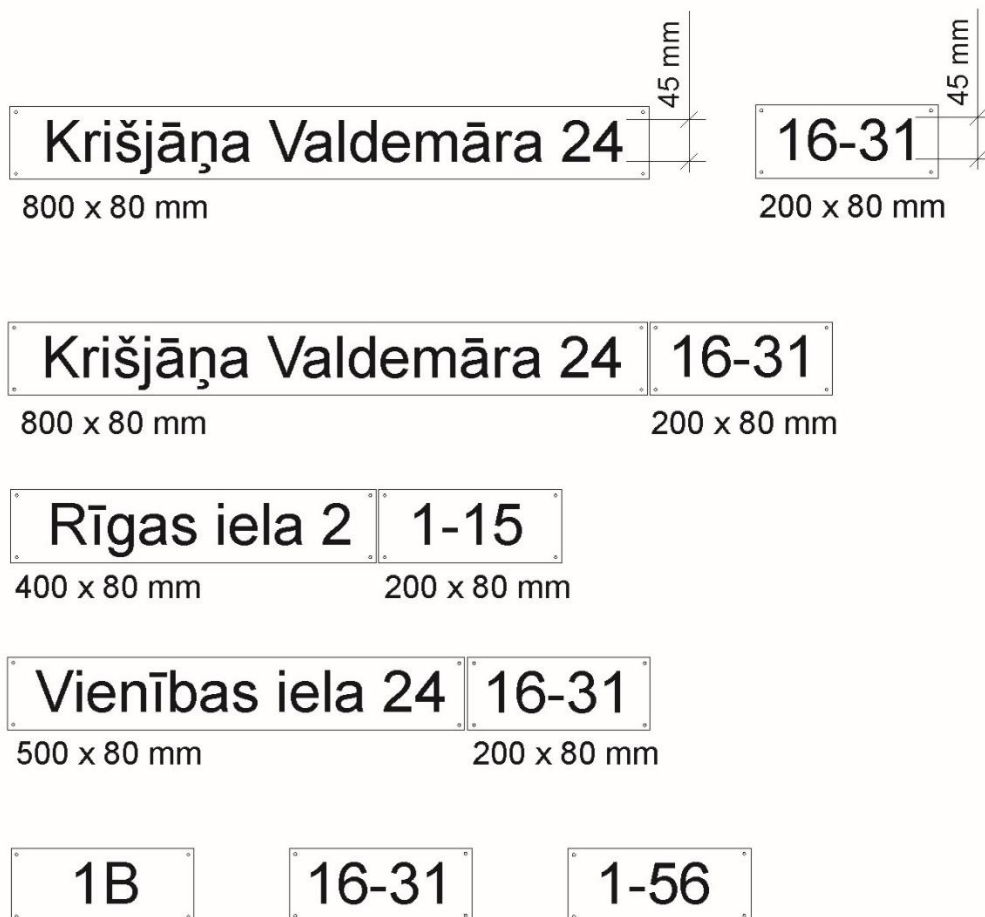 45 mm
45 mm
Krišjāņa Valdemāra 24
16-31
800 x 80 mm
200 x 80 mm
Krišjāņa Valdemāra 24
16-31
800 x 80 mm
200 x 80 mm
Rīgas iela 2
1-15
400 x 80 mm
200 x 80 mm
Vienības iela 24
16-31
500 x 80 mm
200 x 80 mm
1B
16-31
1-56